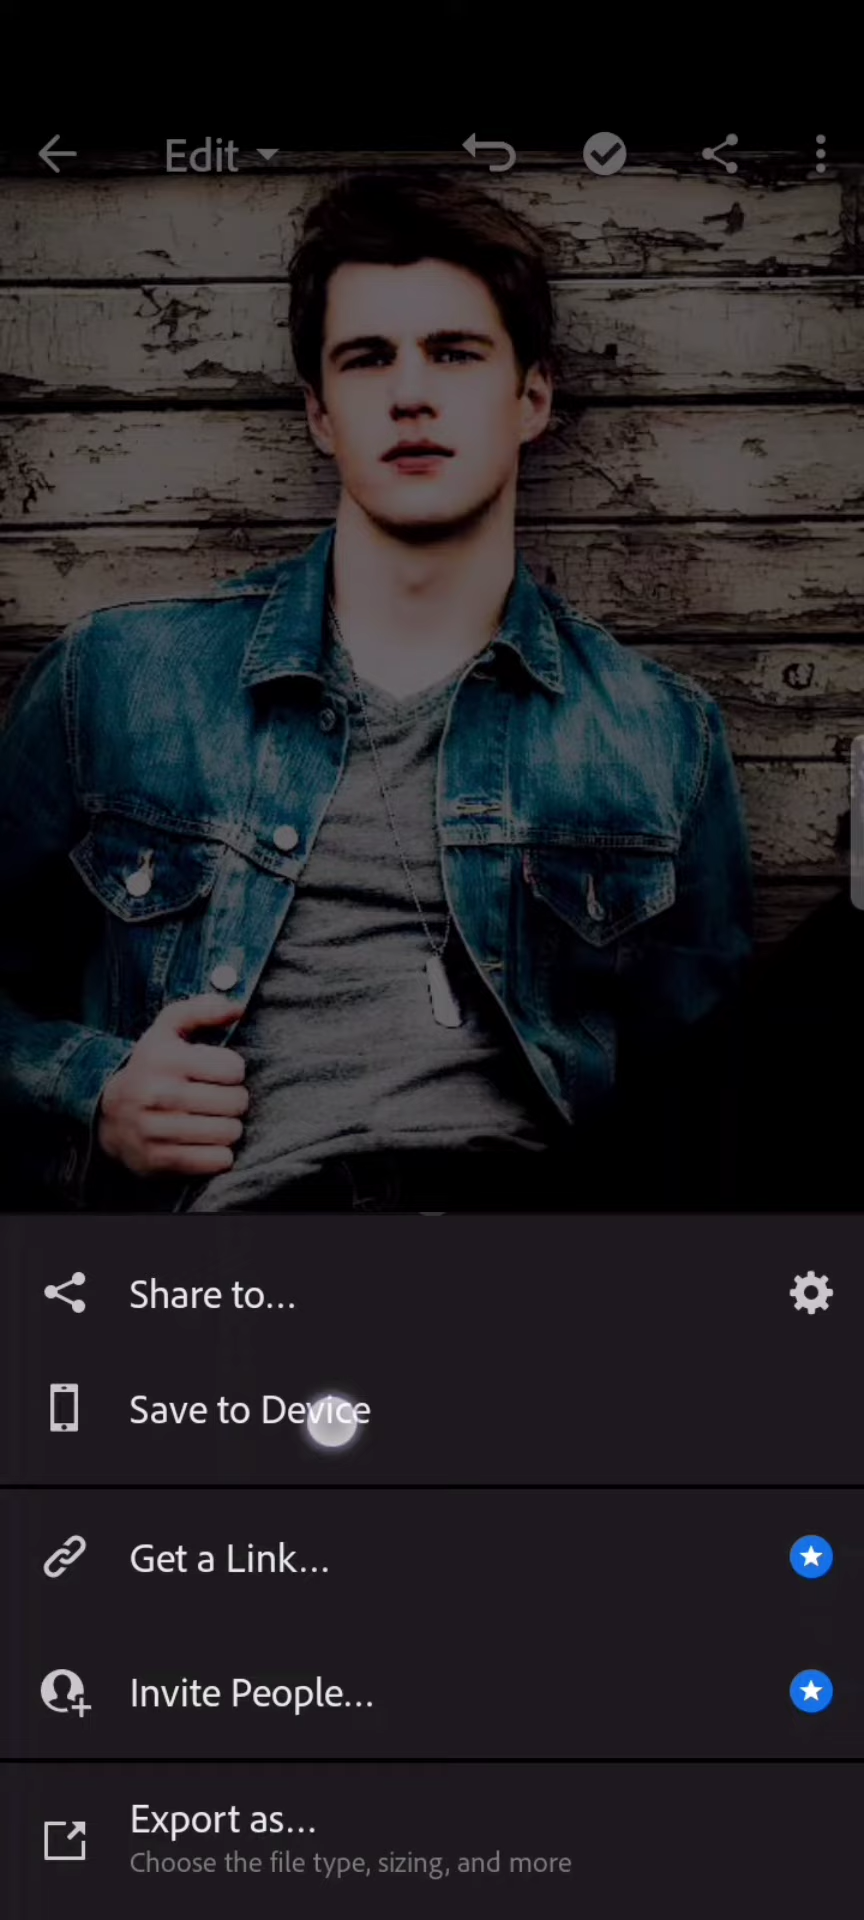 Edit
Share to...
Save to Device
Get a Link...
Invite People...
Export as...
Choose the file type, sizing, and more